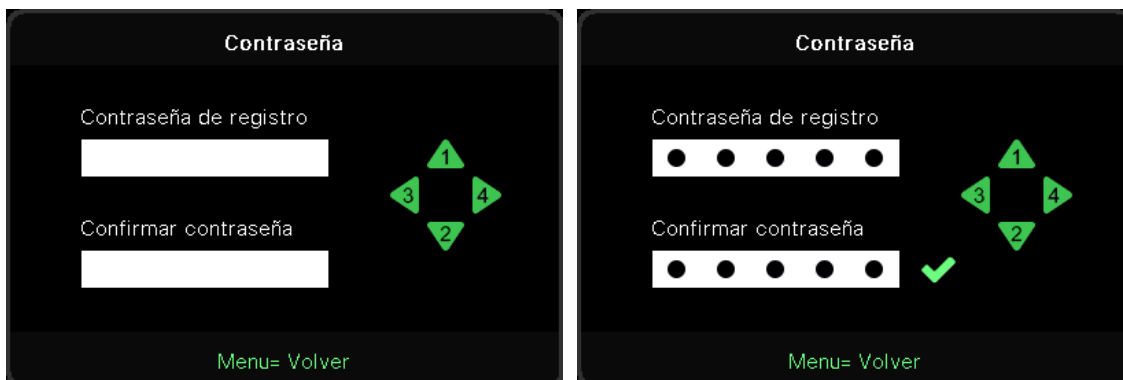 Contraseña
Contraseña de registro
1
3 4
Confirmar contraseña
2
Menu= Volver
Contraseña
Contraseña de registro
1
3 4
Confirmar contraseña
2
Menu= Volver